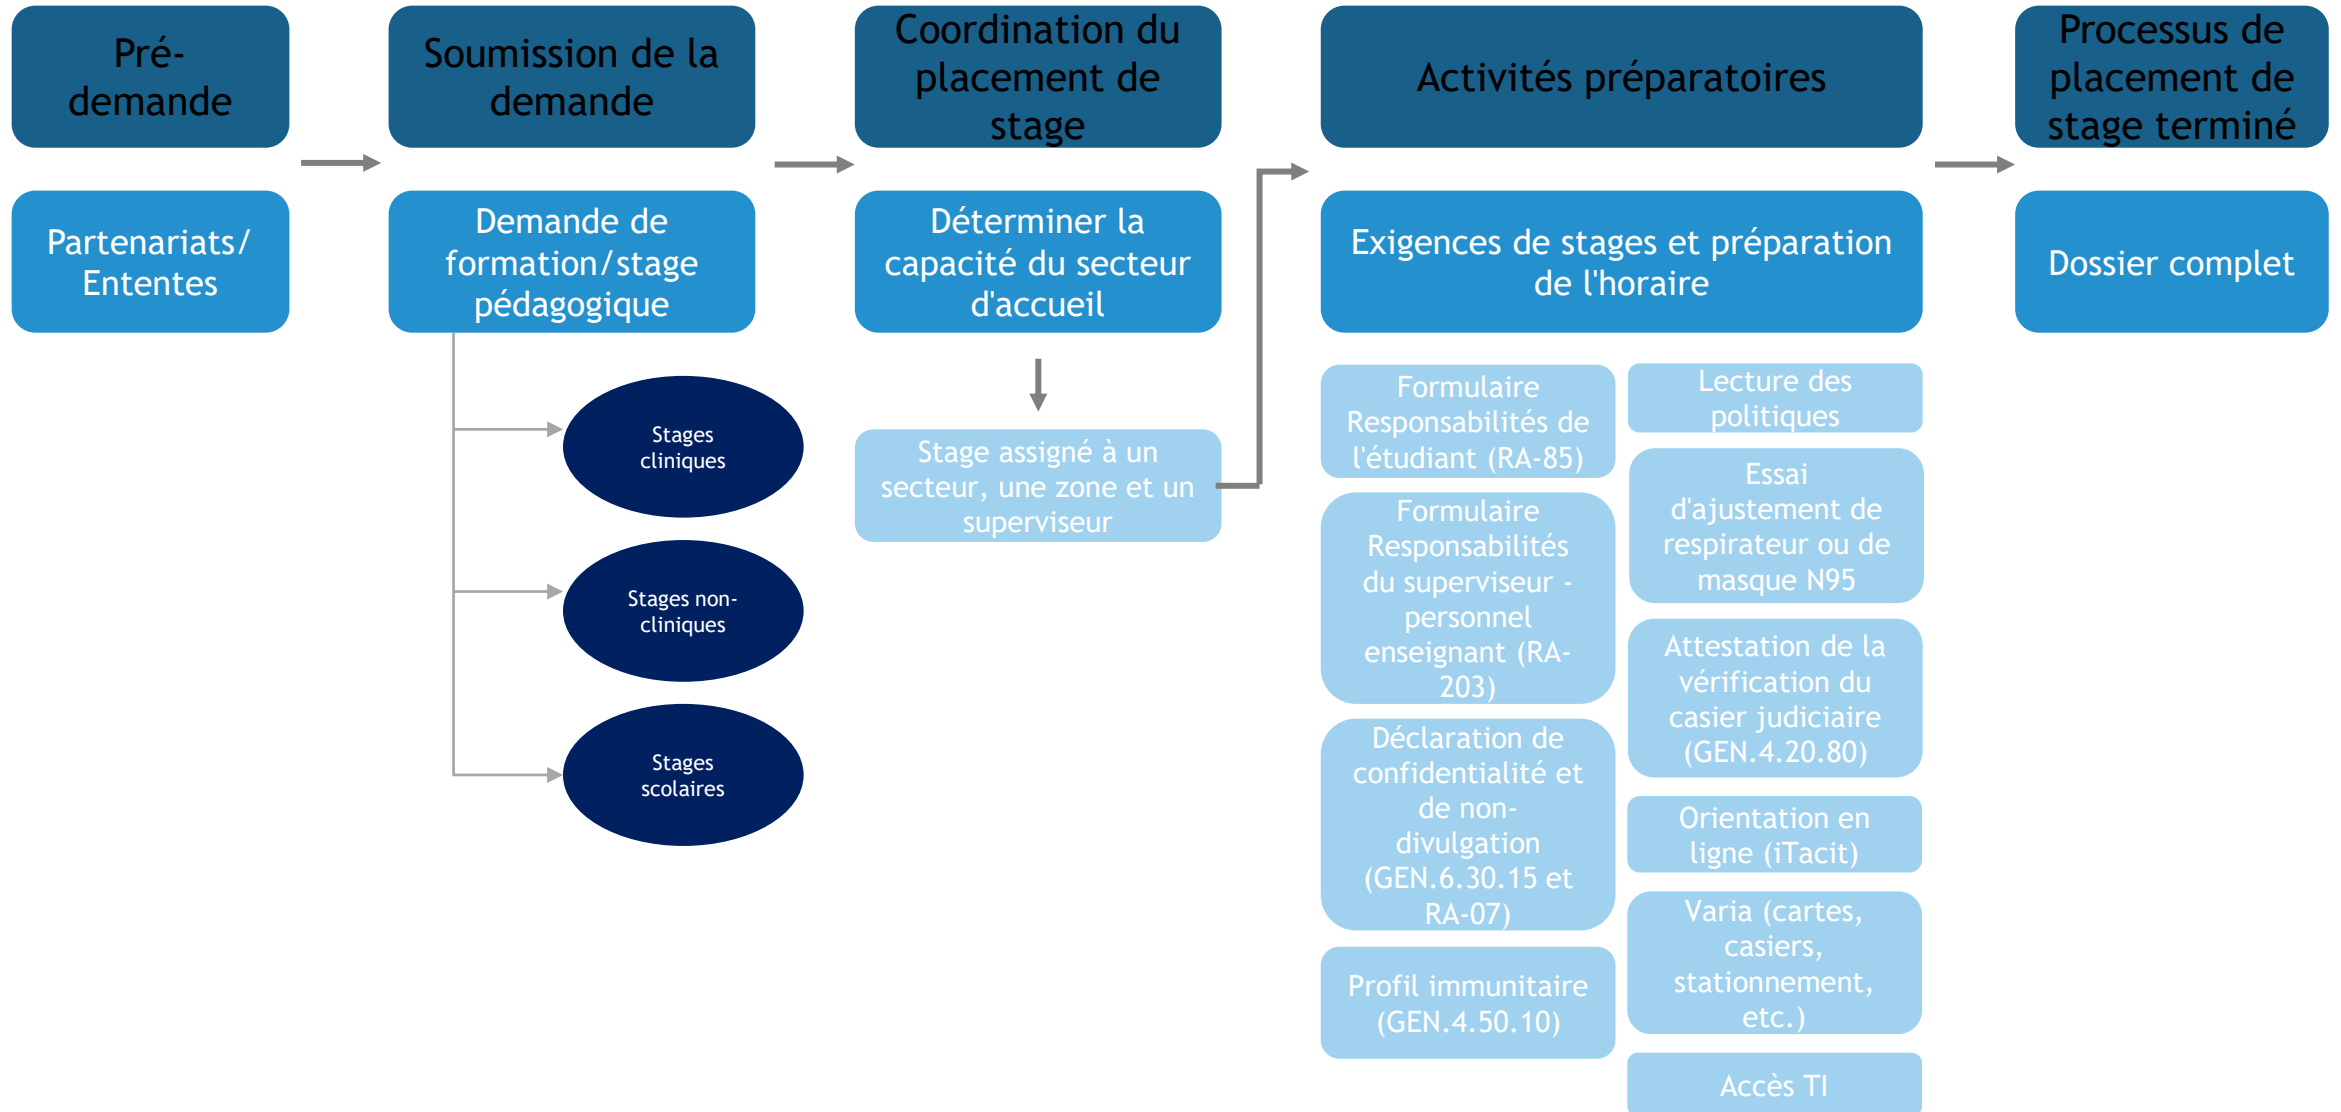 Pré-
demande
Partenariats/
Ententes
Soumission de la
demande
Demande de
formation/stage
pédagogique
Stages
cliniques
Stages non-
cliniques
Stages
scolaires
Coordination du
placement de
stage
Déterminer la
capacité du secteur
d'accueil
Stage assigné à un
secteur, une zone et un
superviseur
Activités préparatoires
Exigences de stages et préparation
de l'horaire
Formulaire
Responsabilités de
l'étudiant (RA-85)
Formulaire
Responsabilités
du superviseur -
personnel
enseignant (RA-
203)
Déclaration de
confidentialité et
de non-
divulgation
(GEN.6.30.15 et
RA-07)
Profil immunitaire
(GEN.4.50.10)
Lecture des
politiques
Essai
d'ajustement de
respirateur ou de
masque N95
Attestation de la
vérification du
casier judiciaire
(GEN.4.20.80)
Orientation en
ligne (iTacit)
Varia (cartes,
casiers,
stationnement,
etc.)
Accès TI
Processus de
placement de
stage terminé
Dossier complet